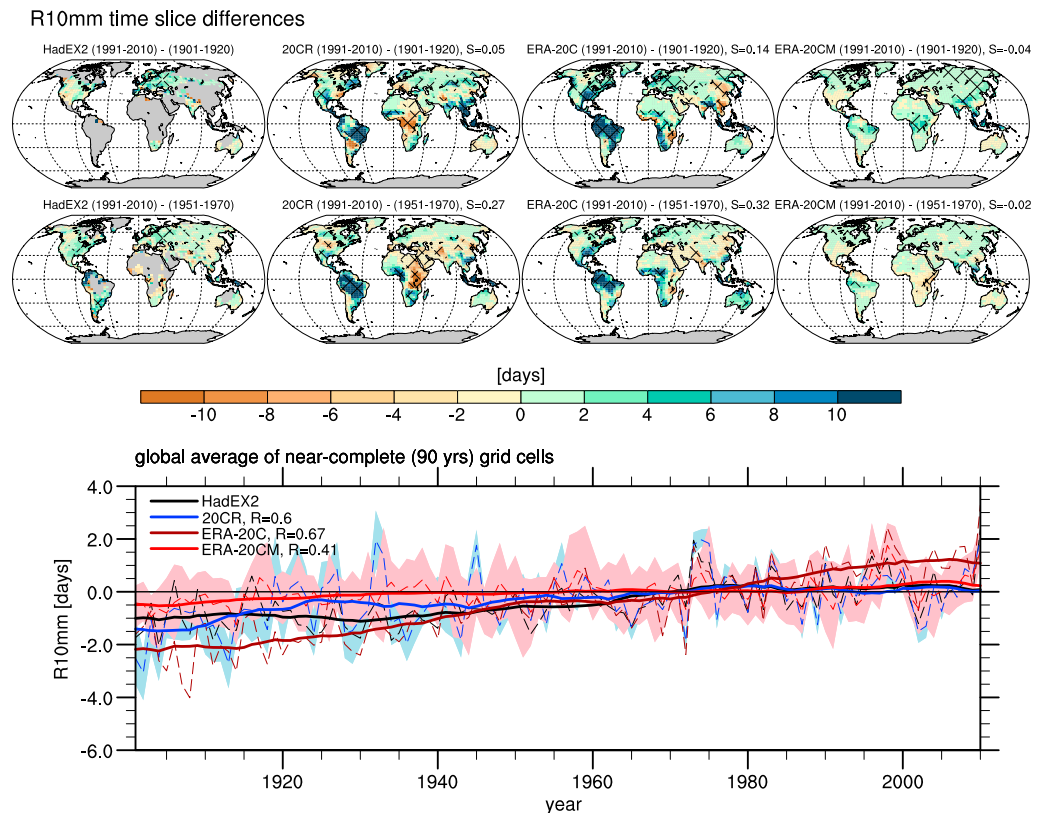 R10mm time slice differences
HadEX2 (1991-2010) - (1901-1920)
20CR (1991-2010) - (1901-1920), S=0.05
ERA-20C (1991-2010) - (1901-1920), S=0.14
ERA-20CM (1991-2010) - (1901-1920), S=-0.04
HadEX2 (1991-2010) - (1951-1970)
20CR (1991-2010) - (1951-1970), S=0.27
ERA-20C (1991-2010) - (1951-1970), S=0.32
ERA-20CM (1991-2010) - (1951-1970), S=-0.02
[days]
-10 -8 -6 -4 -2 0 2 4 6 8 10
global average of near-complete (90 yrs) grid cells
4.0
2.0
0.0
-2.0
-4.0
-6.0
R10mm [days]
HadEX2
20CR, R=0.6
ERA-20C, R=0.67
ERA-20CM, R=0.41
1920 1940 1960 1980 2000
year